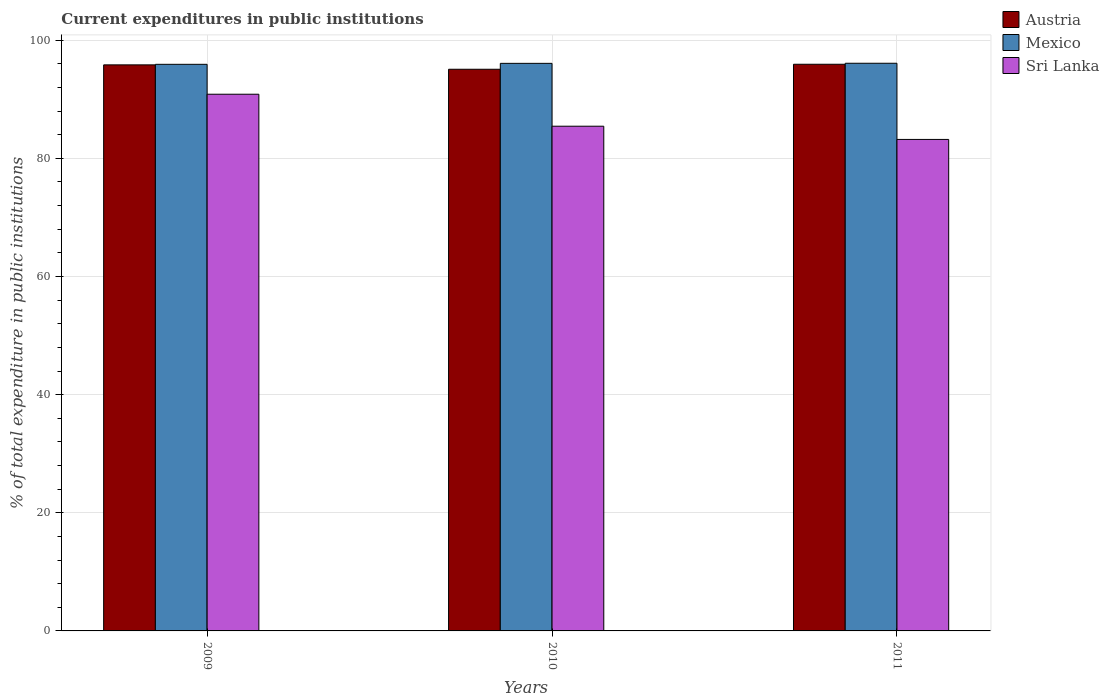 Current expenditures in public institutions
Austria
Mexico
Sri Lanka
% of total expenditure in public institutions
100
80
60
40
20
0
2009
2010
2011
Years